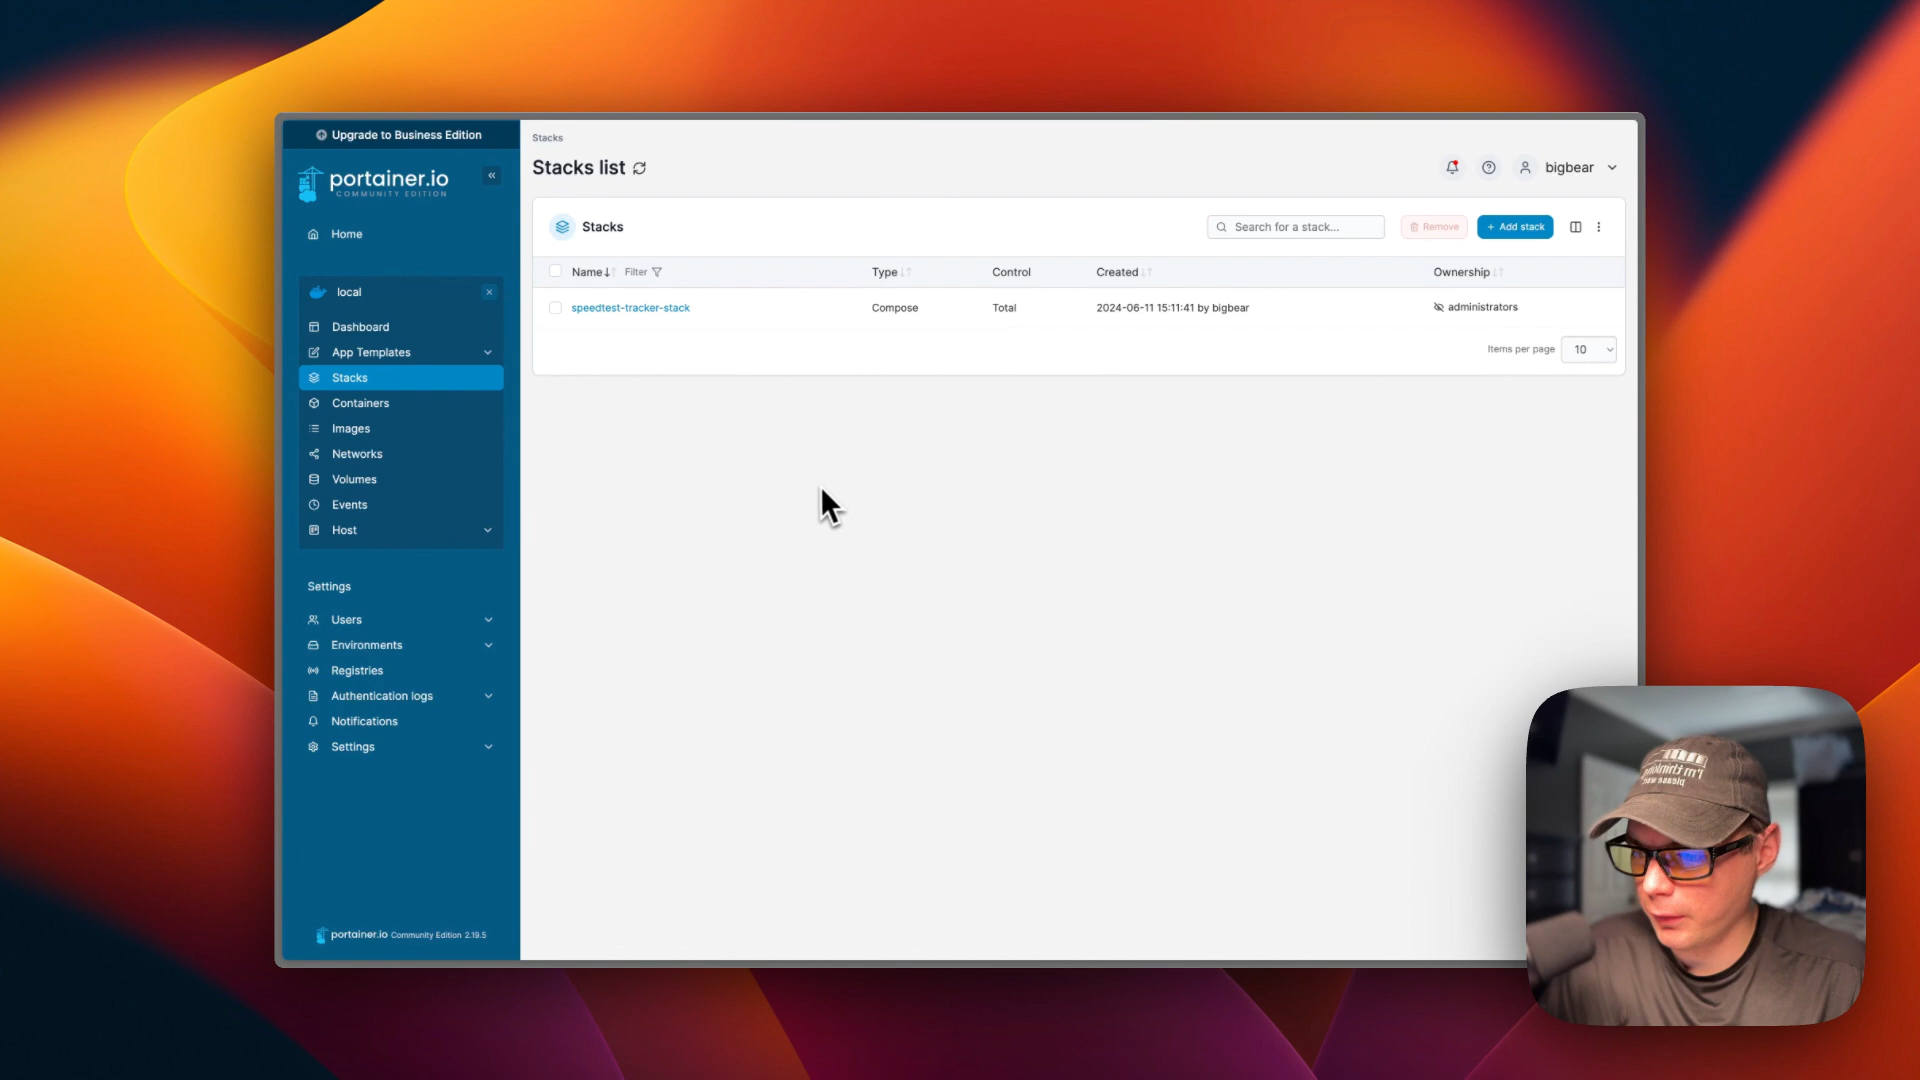 Upgrade to Business Edition
portainer.io
COMMUNITY EDITION
Home
local
Dashboard
App Templates
Stacks
Containers
Images
Networks
Volumes
Events
Host
Settings
Users
Environments
Registries
Authentication logs
Notifications
Settings
portainer.io Community Edition 2.19.5
Stacks
Stacks list
bigbear
Stacks
Search for a stack...
Remove
+ Add stack
Name Filter Type Control Created Ownership
speedtest-tracker-stack Compose Total 2024-06-11 15:11:41 by bigbear administrators
Items per page 10
I'm thinking
please wait